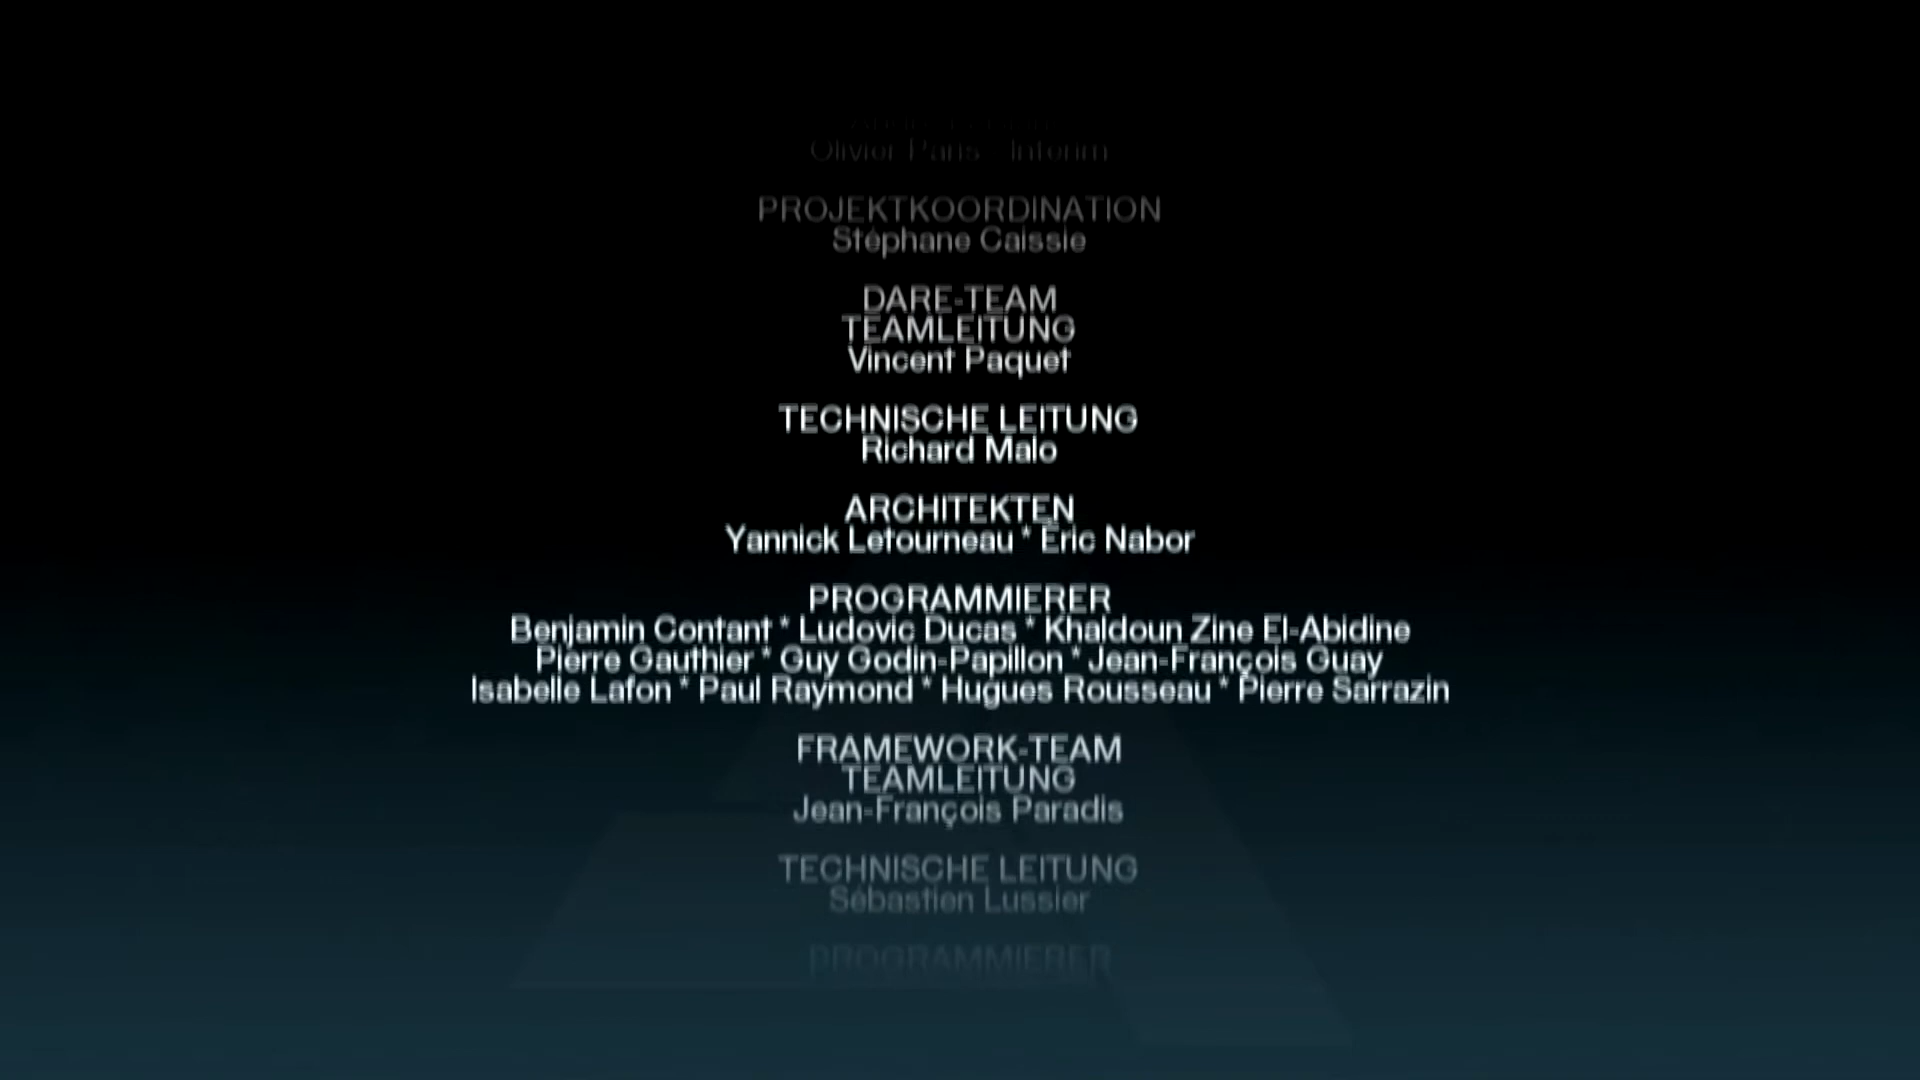 Olivier Paris   Interim
PROJEKTKOORDINATION
Stéphane Caissie
DARE-TEAM
TEAMLEITUNG
Vincent Paquet
TECHNISCHE LEITUNG
Richard Malo
ARCHITEKTEN
Yannick Letourneau * Éric Nabor
PROGRAMMIERER
Benjamin Contant * Ludovic Ducas * Khaldoun Zine El-Abidine
Pierre Gauthier * Guy Godin-Papillon * Jean-François Guay
Isabelle Lafon * Paul Raymond * Hugues Rousseau * Pierre Sarrazin
FRAMEWORK-TEAM
TEAMLEITUNG
Jean-François Paradis
TECHNISCHE LEITUNG
Sébastien Lussier
PROGRAMMIERER